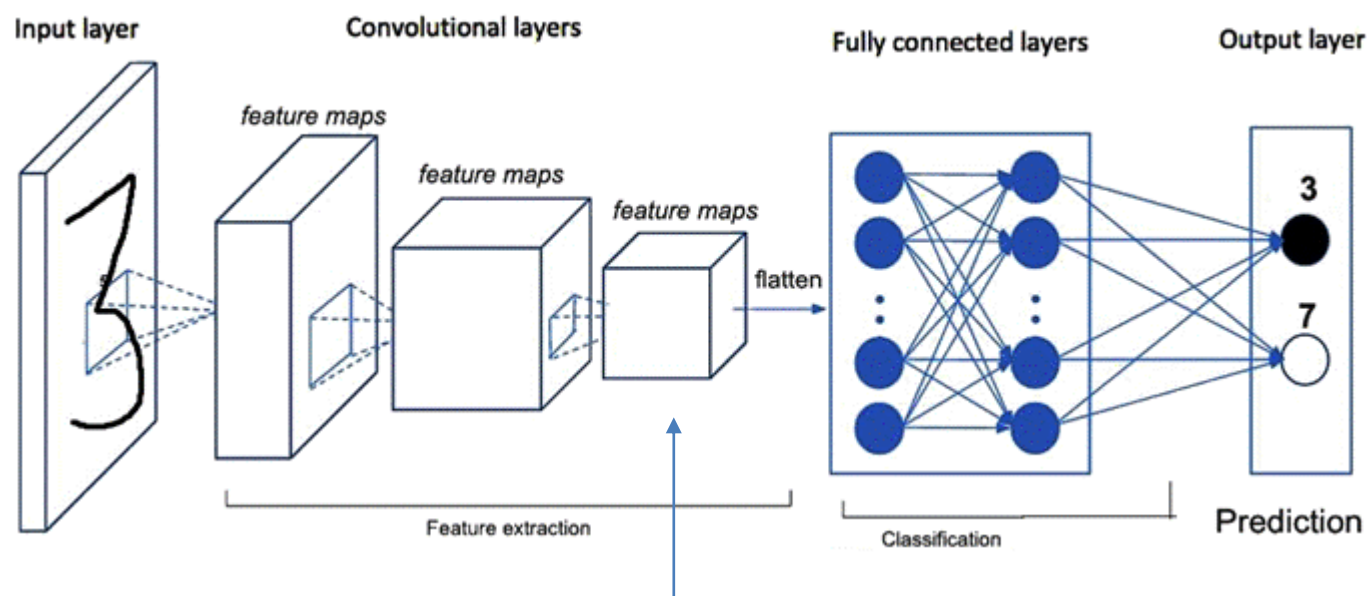 Input layer
Convolutional layers
Fully connected layers
Output layer
feature maps
feature maps
feature maps
flatten
3
7
Feature extraction
Classification
Prediction